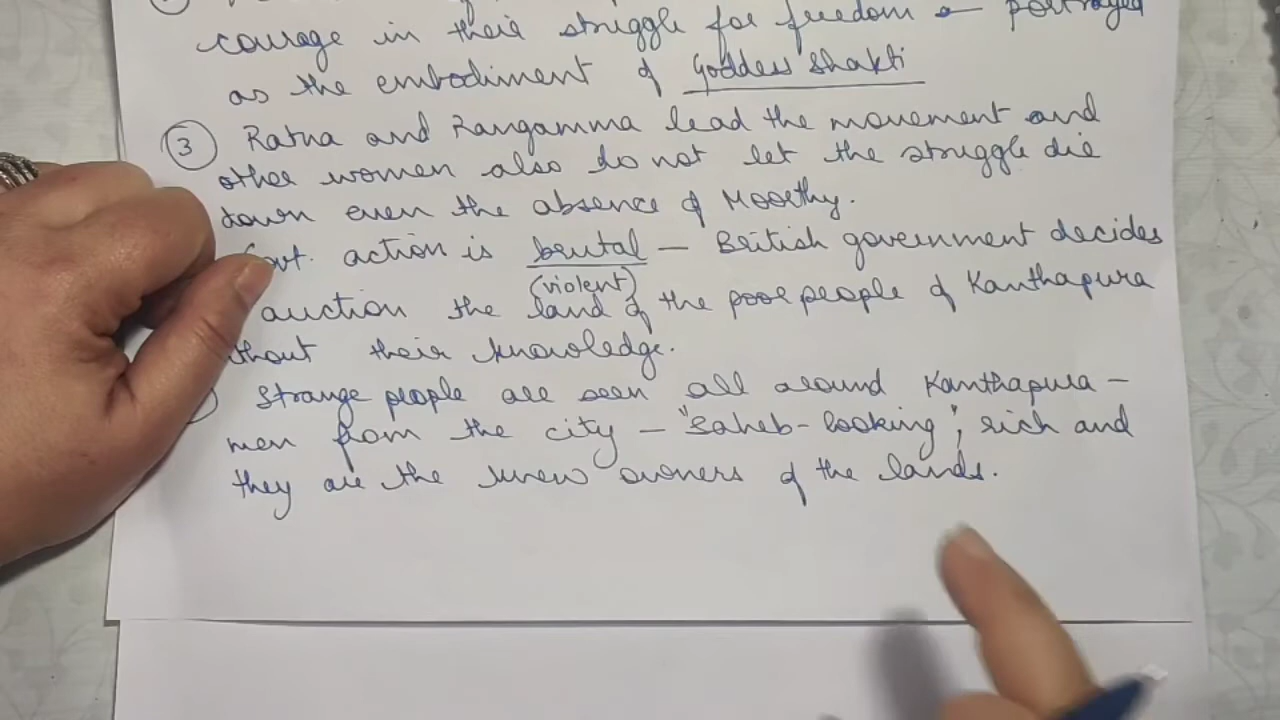 courage in their struggle for freedom – portrayed
as the embodiment of Goddess Shakti
3 Ratna and Rangamma lead the movement and
other women also do not let the struggle die
down even the absence of Moorthy.
Govt. action is brutal – British government decides
(violent)
auction the land of the poor people of Kanthapura
thout their knowledge.
Strange people are seen all around Kanthapura –
men from the city – "Saheb-looking", rich and
they are the new owners of the lands.